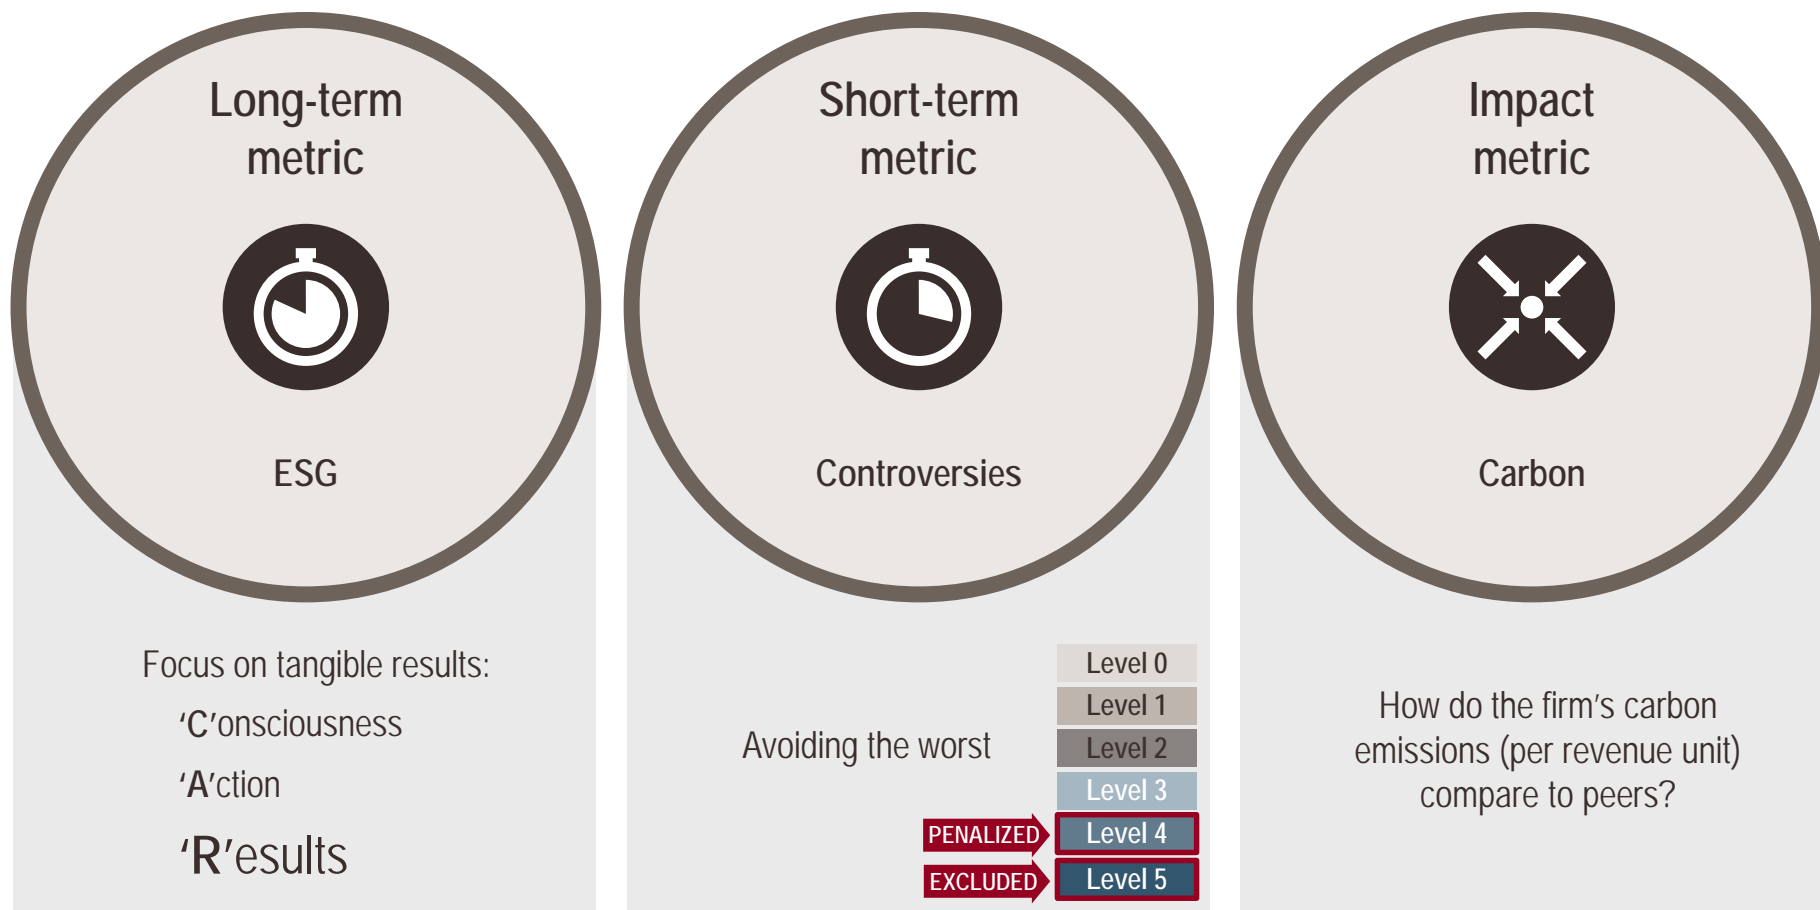 Long-term
metric
ESG
Focus on tangible results:
‘C’onsciousness
‘A’ction
‘R’esults
Short-term
metric
Controversies
Avoiding the worst
Level 0
Level 1
Level 2
Level 3
PENALIZED Level 4
EXCLUDED Level 5
Impact
metric
Carbon
How do the firm’s carbon
emissions (per revenue unit)
compare to peers?